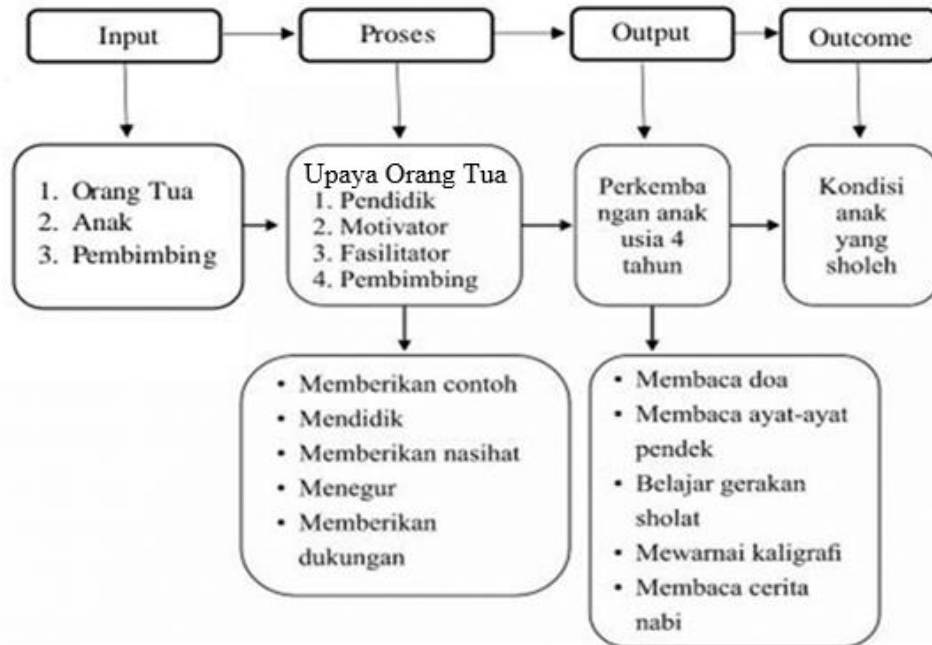 Input
Proses
Output
Outcome
1. Orang Tua
2. Anak
3. Pembimbing
Upaya Orang Tua
1. Pendidik
2. Motivator
3. Fasilitator
4. Pembimbing
Perkemba
ngan anak
usia 4
tahun
Kondisi
anak
yang
sholeh
• Memberikan contoh
• Mendidik
• Memberikan nasihat
• Menegur
• Memberikan
dukungan
• Membaca doa
• Membaca ayat-ayat
pendek
• Belajar gerakan
sholat
• Mewarnai kaligrafi
• Membaca cerita
nabi